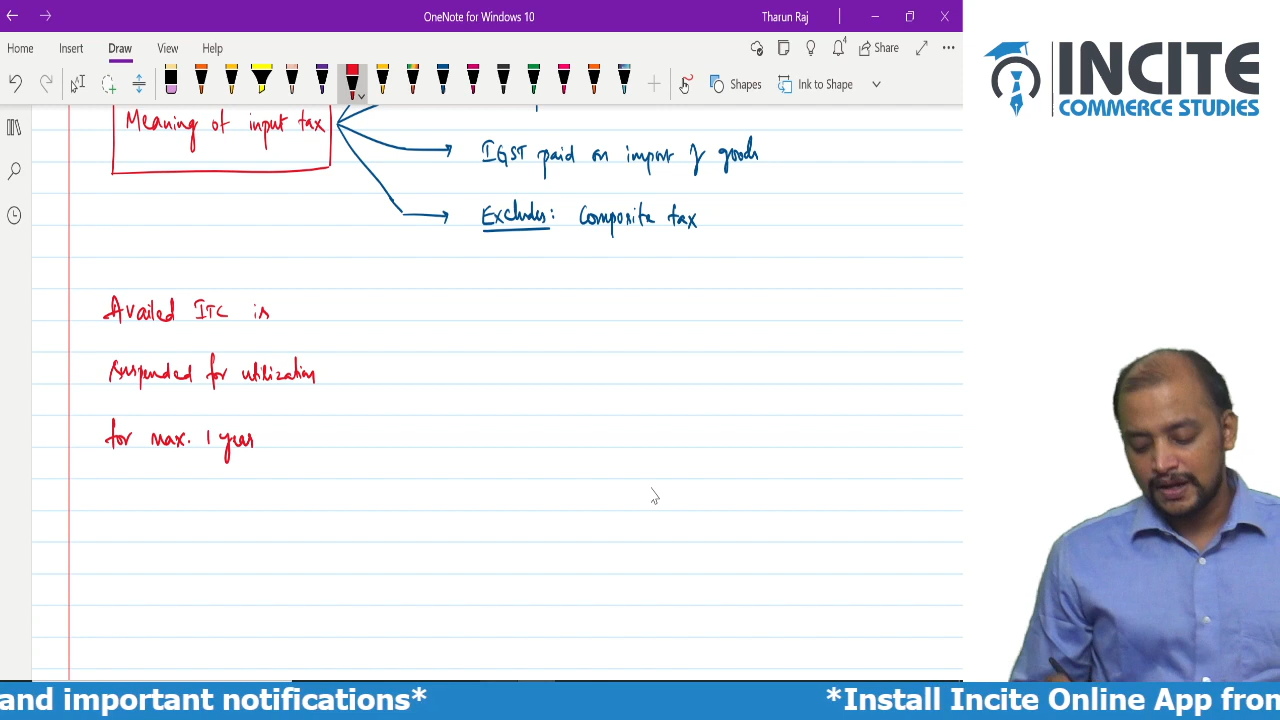 OneNote for Windows 10
Tharun Raj
Home Insert Draw View Help
4
Share
Shapes
Ink to Shape
INCITE
COMMERCE STUDIES
Meaning of input tax
IGST paid on import of goods
Excludes: Composite tax
Availed ITC is
suspended for utilization
for max. 1 year
and important notifications* *Install Incite Online App from